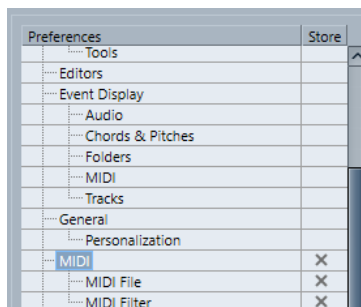 Preferences Store
Tools
Editors
Event Display
Audio
Chords & Pitches
Folders
MIDI
Tracks
General
Personalization
MIDI
MIDI File
MIDI Filter